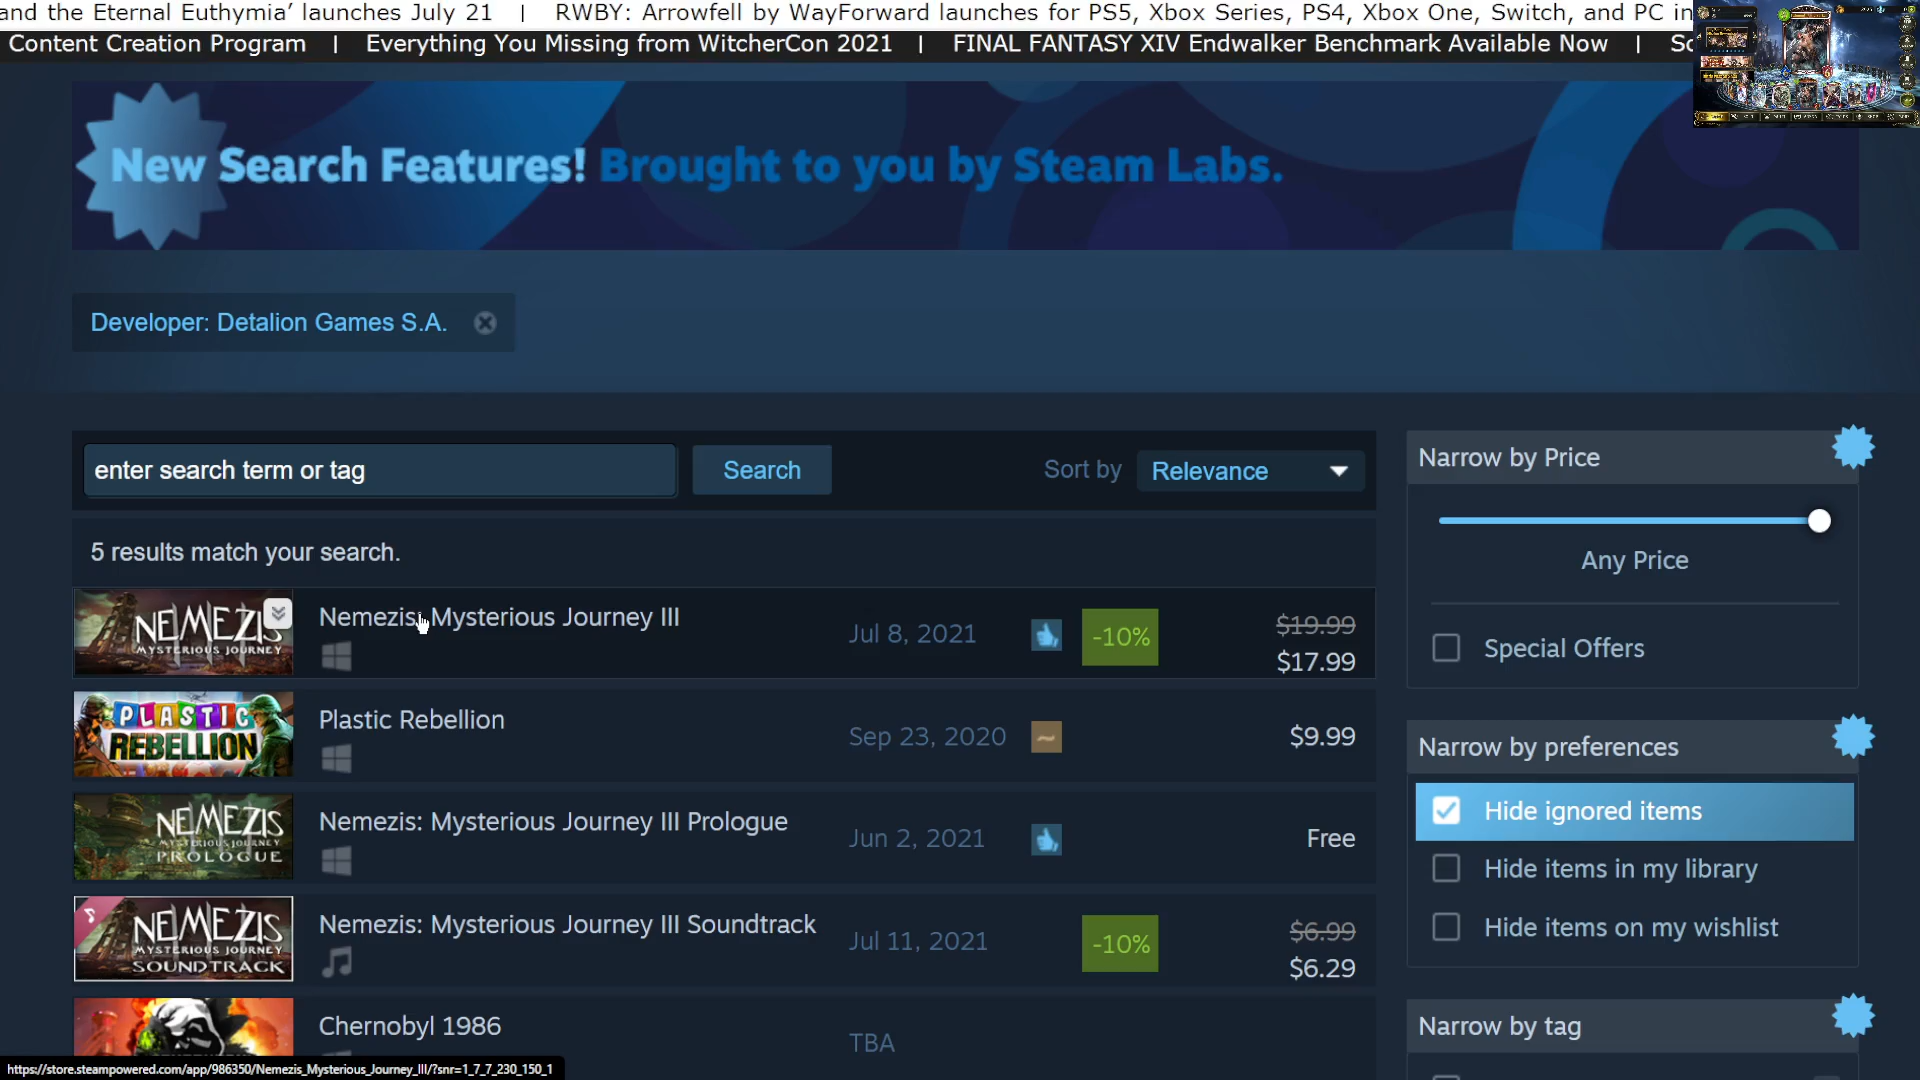 and the Eternal Euthymia’ launches July 21 | RWBY: Arrowfell by WayForward launches for PS5, Xbox Series, PS4, Xbox One, Switch, and PC in
Content Creation Program | Everything You Missing from WitcherCon 2021 | FINAL FANTASY XIV Endwalker Benchmark Available Now | Sc
New Search Features! Brought to you by Steam Labs.
Developer: Detalion Games S.A.
enter search term or tag
Search
Sort by
Relevance
5 results match your search.
NEMEZIS
MYSTERIOUS JOURNEY
Nemezis: Mysterious Journey III
Jul 8, 2021
-10%
$19.99
$17.99
PLASTIC
REBELLION
Plastic Rebellion
Sep 23, 2020
$9.99
NEMEZIS
MYSTERIOUS JOURNEY
PROLOGUE
Nemezis: Mysterious Journey III Prologue
Jun 2, 2021
Free
NEMEZIS
MYSTERIOUS JOURNEY
SOUNDTRACK
Nemezis: Mysterious Journey III Soundtrack
Jul 11, 2021
-10%
$6.99
$6.29
Chernobyl 1986
TBA
Narrow by Price
Any Price
Special Offers
Narrow by preferences
Hide ignored items
Hide items in my library
Hide items on my wishlist
Narrow by tag
https://store.steampowered.com/app/986350/Nemezis_Mysterious_Journey_III/?snr=1_7_7_230_150_1